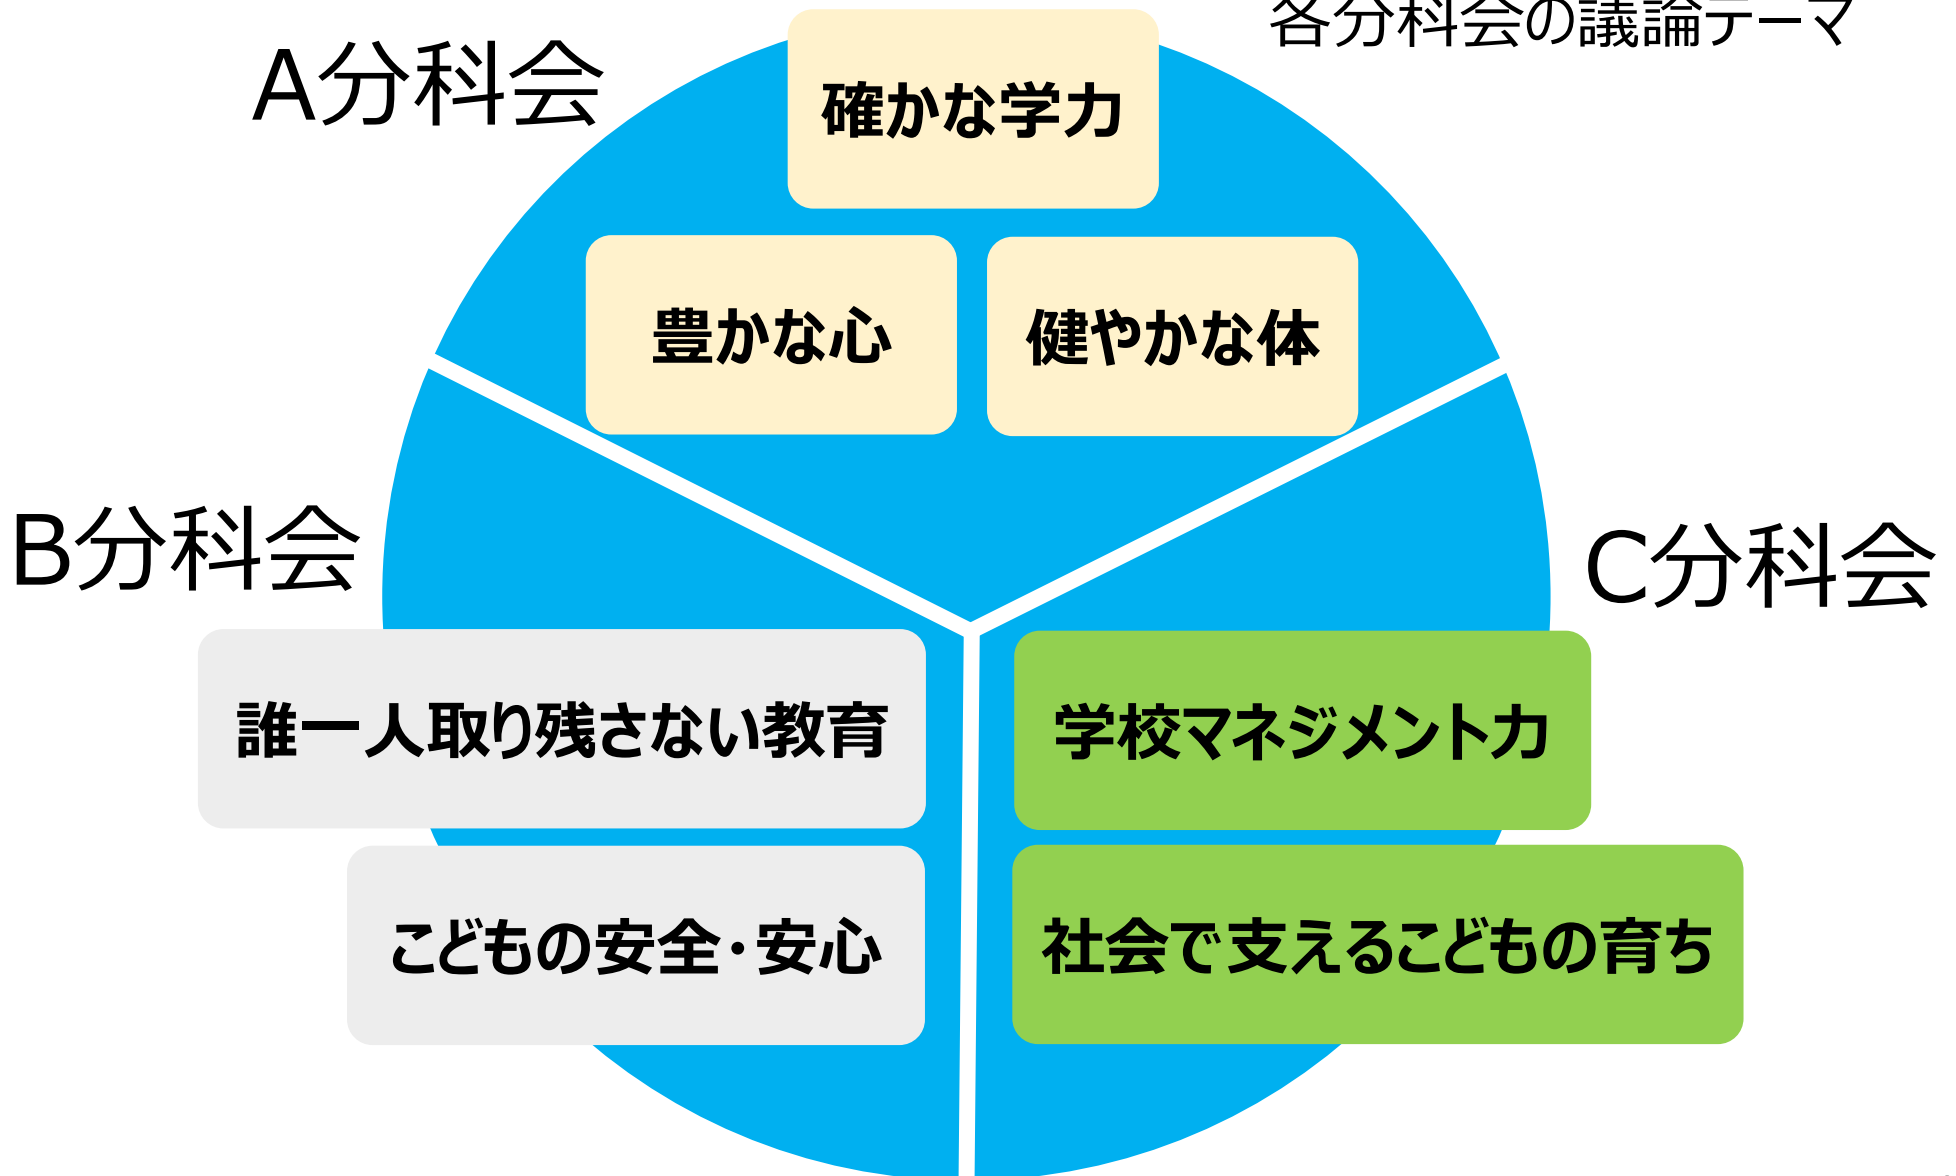 各分科会の議論テーマ
A分科会
確かな学力
豊かな心
健やかな体
B分科会
C分科会
誰一人取り残さない教育
学校マネジメント力
こどもの安全・安心
社会で支えるこどもの育ち